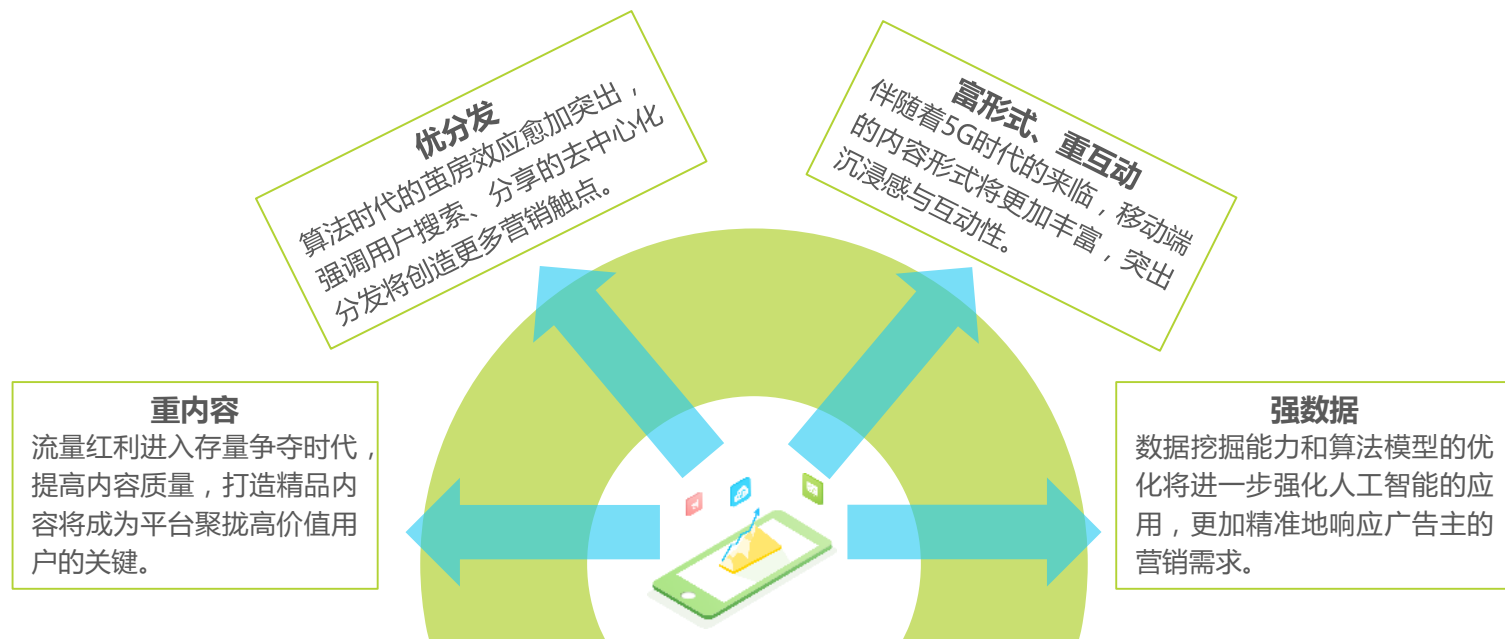 优分发
算法时代的茧房效应愈加突出，
强调用户搜索、分享的去中心化
分发将创造更多营销触点。
富形式、重互动
伴随着5G时代的来临，移动端
的内容形式将更加丰富，突出
沉浸感与互动性。
重内容
流量红利进入存量争夺时代，
提高内容质量，打造精品内
容将成为平台聚拢高价值用
户的关键。
强数据
数据挖掘能力和算法模型的优
化将进一步强化人工智能的应
用，更加精准地响应广告主的
营销需求。